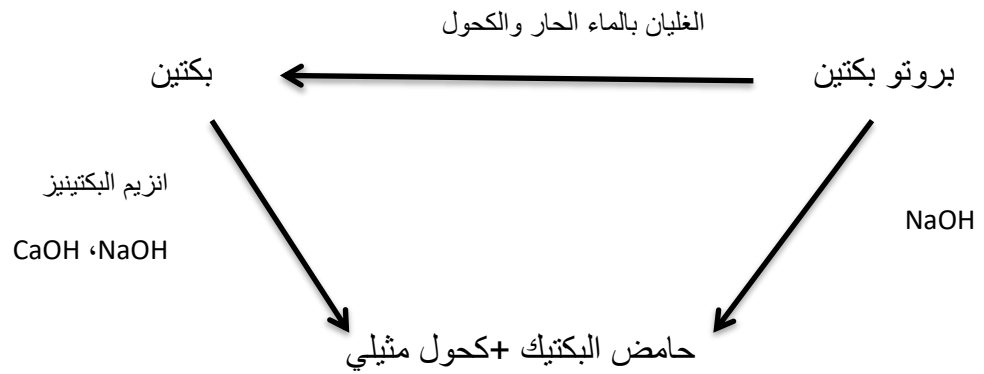 الغليان بالماء الحار والكحول
بروتو بكتين
بكتين
انزيم البكتينيز
CaOH ،NaOH
NaOH
حامض البكتيك +كحول مثيلي